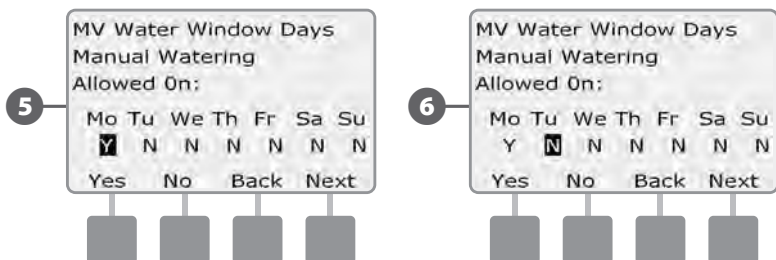 5
MV Water Window Days
Manual Watering
Allowed 0n:
Mo Tu We Th Fr Sa Su
Y N N N N N N
Yes No Back Next
6
MV Water Window Days
Manual Watering
Allowed 0n:
Mo Tu We Th Fr Sa Su
Y N N N N N N
Yes No Back Next